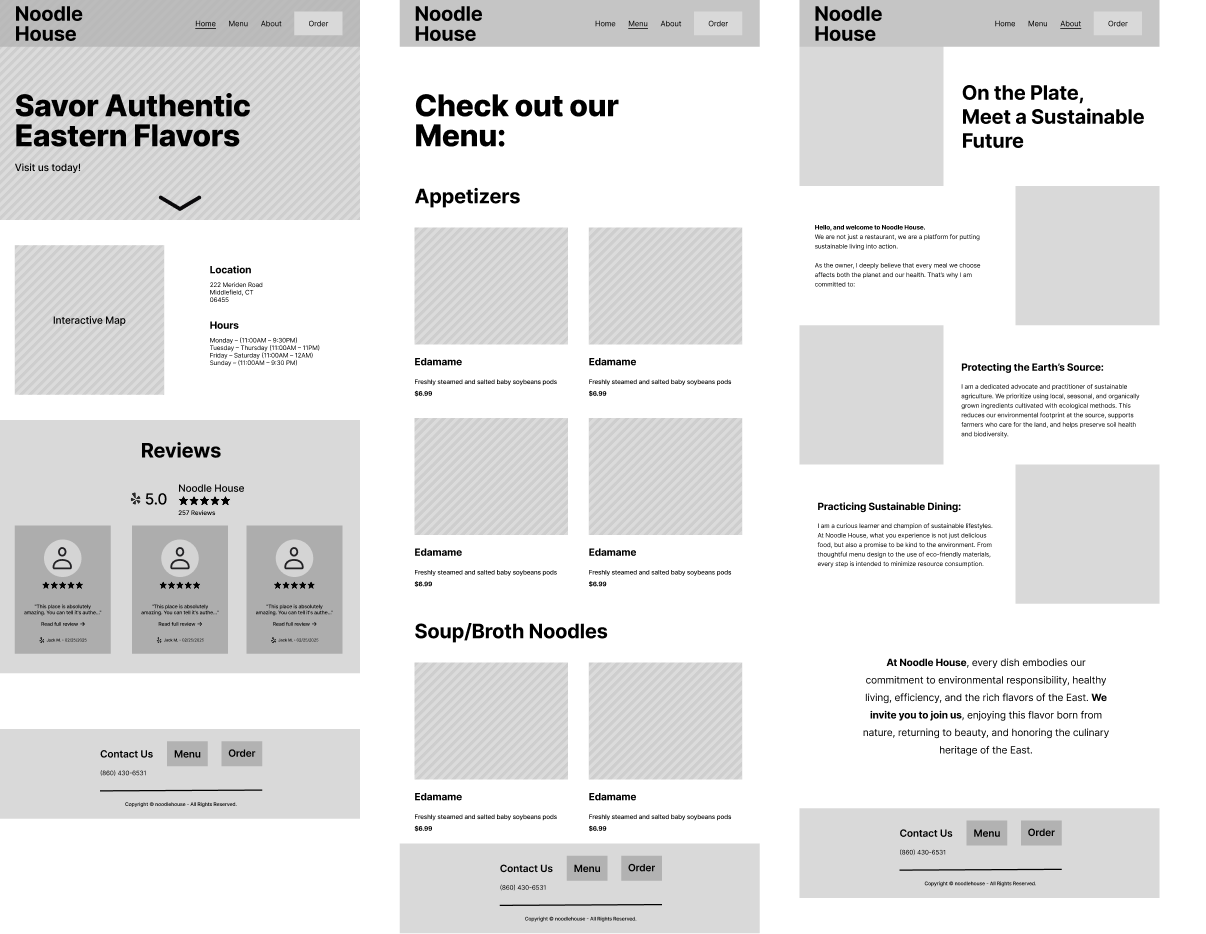 Noodle
House
Home
Menu
About
Order
Savor Authentic
Eastern Flavors
Visit us today!
Interactive Map
Location
222 Meriden Road
Middlefield, CT
06455
Hours
Monday – (11:00AM – 9:30PM)
Tuesday – Thursday (11:00AM – 11PM)
Friday – Saturday (11:00AM – 12AM)
Sunday – (11:00AM – 9:30 PM)
Reviews
5.0
Noodle House
257 Reviews
"This place is absolutely
amazing. You can tell it's authe..."
Read full review →
Jack M. - 02/25/2025
"This place is absolutely
amazing. You can tell it's authe..."
Read full review →
Jack M. - 02/25/2025
"This place is absolutely
amazing. You can tell it's authe..."
Read full review →
Jack M. - 02/25/2025
Contact Us
Menu
Order
(860) 430-6531
Copyright © noodlehouse - All Rights Reserved.
Noodle
House
Home
Menu
About
Order
Check out our
Menu:
Appetizers
Edamame
Freshly steamed and salted baby soybeans pods
$6.99
Edamame
Freshly steamed and salted baby soybeans pods
$6.99
Edamame
Freshly steamed and salted baby soybeans pods
$6.99
Edamame
Freshly steamed and salted baby soybeans pods
$6.99
Soup/Broth Noodles
Edamame
Freshly steamed and salted baby soybeans pods
$6.99
Edamame
Freshly steamed and salted baby soybeans pods
$6.99
Contact Us
Menu
Order
(860) 430-6531
Copyright © noodlehouse - All Rights Reserved.
Noodle
House
Home
Menu
About
Order
On the Plate,
Meet a Sustainable
Future
Hello, and welcome to Noodle House.
We are not just a restaurant, we are a platform for putting
sustainable living into action.
As the owner, I deeply believe that every meal we choose
affects both the planet and our health. That's why I am
committed to:
Protecting the Earth's Source:
I am a dedicated advocate and practitioner of sustainable
agriculture. We prioritize using local, seasonal, and organically
grown ingredients cultivated with ecological methods. This
reduces our environmental footprint at the source, supports
farmers who care for the land, and helps preserve soil health
and biodiversity.
Practicing Sustainable Dining:
I am a curious learner and champion of sustainable lifestyles.
At Noodle House, what you experience is not just delicious
food, but also a promise to be kind to the environment. From
thoughtful menu design to the use of eco-friendly materials,
every step is intended to minimize resource consumption.
At Noodle House, every dish embodies our
commitment to environmental responsibility, healthy
living, efficiency, and the rich flavors of the East. We
invite you to join us, enjoying this flavor born from
nature, returning to beauty, and honoring the culinary
heritage of the East.
Contact Us
Menu
Order
(860) 430-6531
Copyright © noodlehouse - All Rights Reserved.